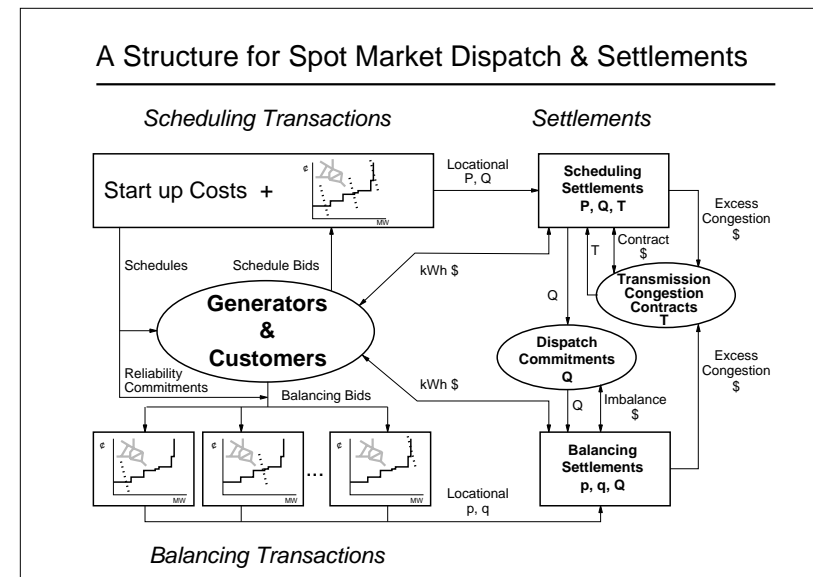 A Structure for Spot Market Dispatch & Settlements
Scheduling Transactions
Settlements
Start up Costs +
¢
MW
Locational
P, Q
Scheduling
Settlements
P, Q, T
Excess
Congestion
$
Schedules
Schedule Bids
kWh $
T
Contract
$
Q
Transmission
Congestion
Contracts
T
Generators
&
Customers
Dispatch
Commitments
Q
Reliability
Commitments
Balancing Bids
kWh $
Q
Imbalance
$
Excess
Congestion
$
¢
MW
¢
MW
...
¢
MW
Balancing
Settlements
p, q, Q
Locational
p, q
Balancing Transactions